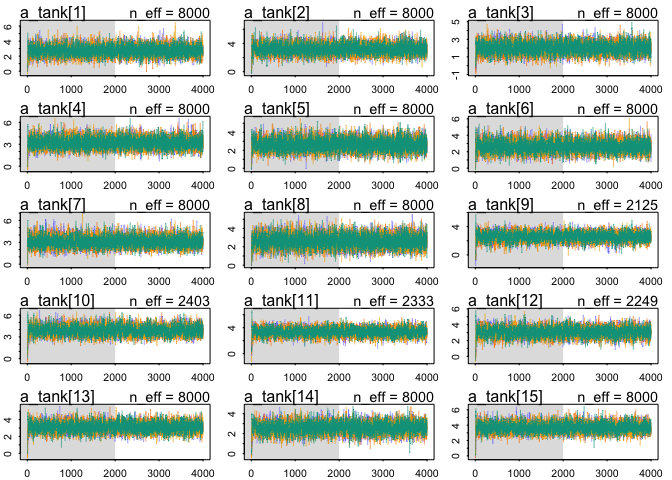 a_tank[1] n_eff = 8000 a_tank[2] n_eff = 8000 a_tank[3] n_eff = 8000
0 2 4 6 0 4 -1 1 3 5
0 1000 2000 3000 4000 0 1000 2000 3000 4000 0 1000 2000 3000 4000
a_tank[4] n_eff = 8000 a_tank[5] n_eff = 8000 a_tank[6] n_eff = 8000
0 3 6 0 2 4 0 2 4 6
0 1000 2000 3000 4000 0 1000 2000 3000 4000 0 1000 2000 3000 4000
a_tank[7] n_eff = 8000 a_tank[8] n_eff = 8000 a_tank[9] n_eff = 2125
0 3 6 0 2 4 0 4
0 1000 2000 3000 4000 0 1000 2000 3000 4000 0 1000 2000 3000 4000
a_tank[10] n_eff = 2403 a_tank[11] n_eff = 2333 a_tank[12] n_eff = 2249
0 3 6 0 4 0 2 4 6
0 1000 2000 3000 4000 0 1000 2000 3000 4000 0 1000 2000 3000 4000
a_tank[13] n_eff = 8000 a_tank[14] n_eff = 8000 a_tank[15] n_eff = 8000
0 2 4 0 2 4 0 2 4 6
0 1000 2000 3000 4000 0 1000 2000 3000 4000 0 1000 2000 3000 4000